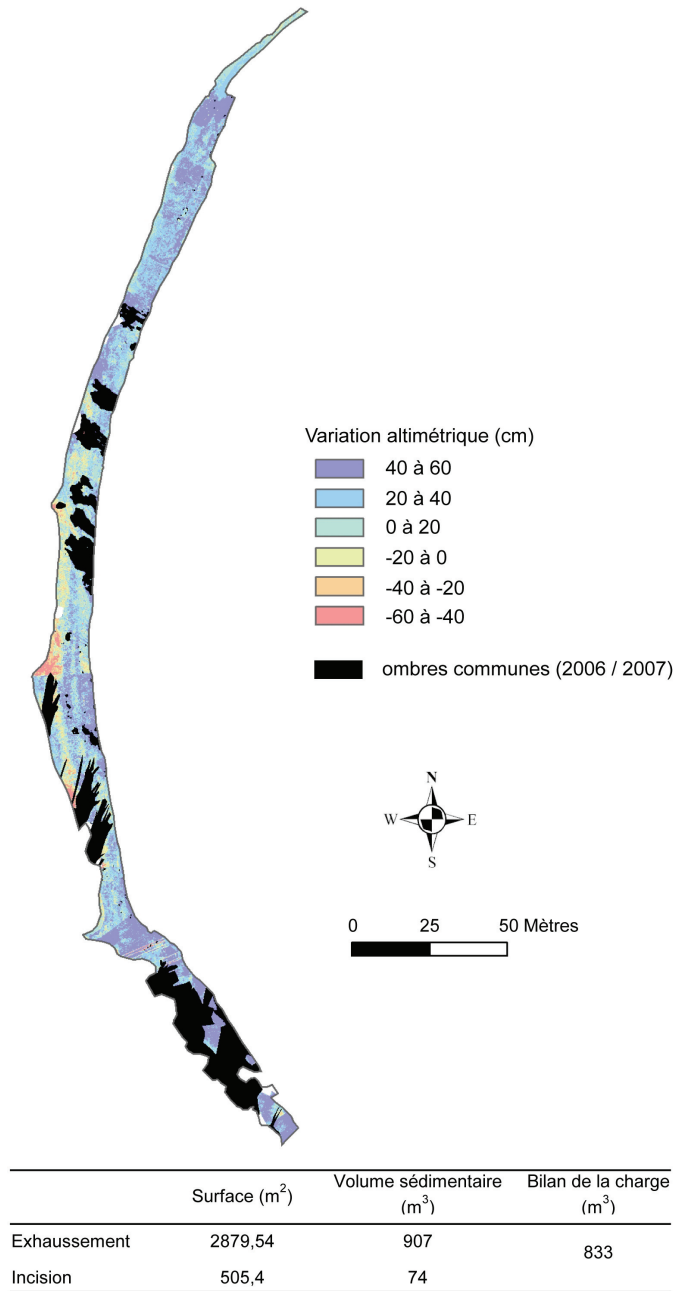 Variation altimétrique (cm)
40 à 60
20 à 40
0 à 20
-20 à 0
-40 à -20
-60 à -40
ombres communes (2006 / 2007)
N
W E
S
0 25 50 Mètres
Surface (m²) Volume sédimentaire (m³) Bilan de la charge (m³)
Exhaussement 2879,54 907 833
Incision 505,4 74